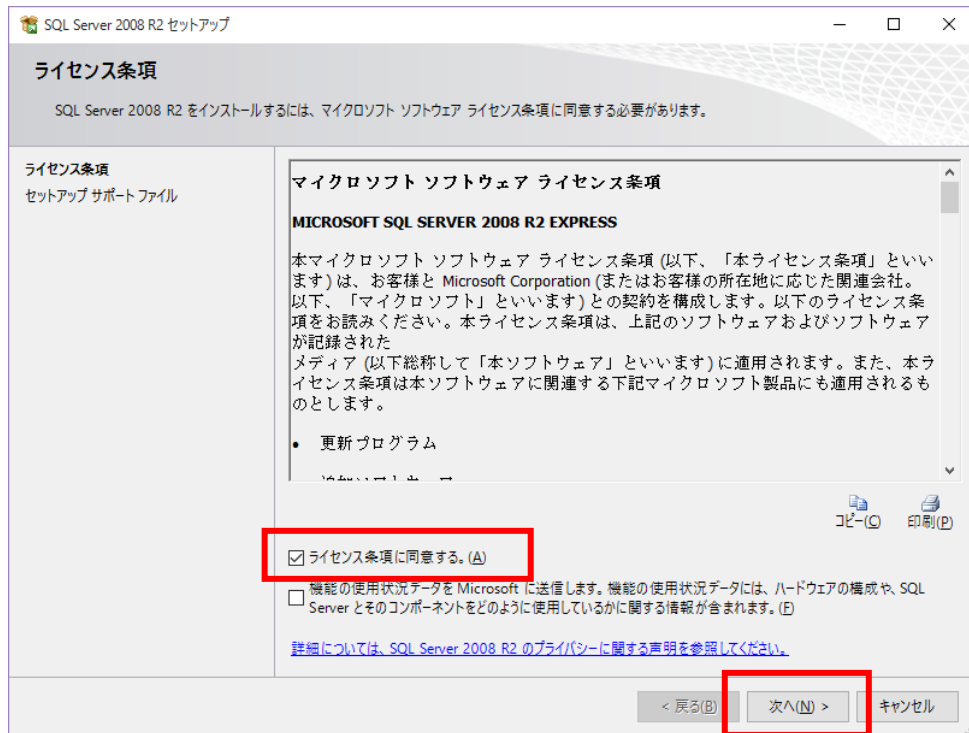 SQL Server 2008 R2 セットアップ
ライセンス条項
SQL Server 2008 R2 をインストールするには、マイクロソフト ソフトウェア ライセンス条項に同意する必要があります。
ライセンス条項
セットアップ サポート ファイル
マイクロソフト ソフトウェア ライセンス条項
MICROSOFT SQL SERVER 2008 R2 EXPRESS
本マイクロソフト ソフトウェア ライセンス条項 (以下、「本ライセンス条項」といい
ます) は、お客様と Microsoft Corporation (またはお客様の所在地に応じた関連会社。
以下、「マイクロソフト」といいます) との契約を構成します。以下のライセンス条
項をお読みください。本ライセンス条項は、上記のソフトウェアおよびソフトウェア
が記録された
メディア (以下総称して「本ソフトウェア」といいます) に適用されます。また、本ラ
イセンス条項は本ソフトウェアに関連する下記マイクロソフト製品にも適用されるも
のとします。
• 更新プログラム
コピー(C)
印刷(P)
ライセンス条項に同意する。(A)
機能の使用状況データを Microsoft に送信します。機能の使用状況データには、ハードウェアの構成や、SQL
Server とそのコンポーネントをどのように使用しているかに関する情報が含まれます。(F)
詳細については、SQL Server 2008 R2 のプライバシーに関する声明を参照してください。
< 戻る(B)
次へ(N) >
キャンセル